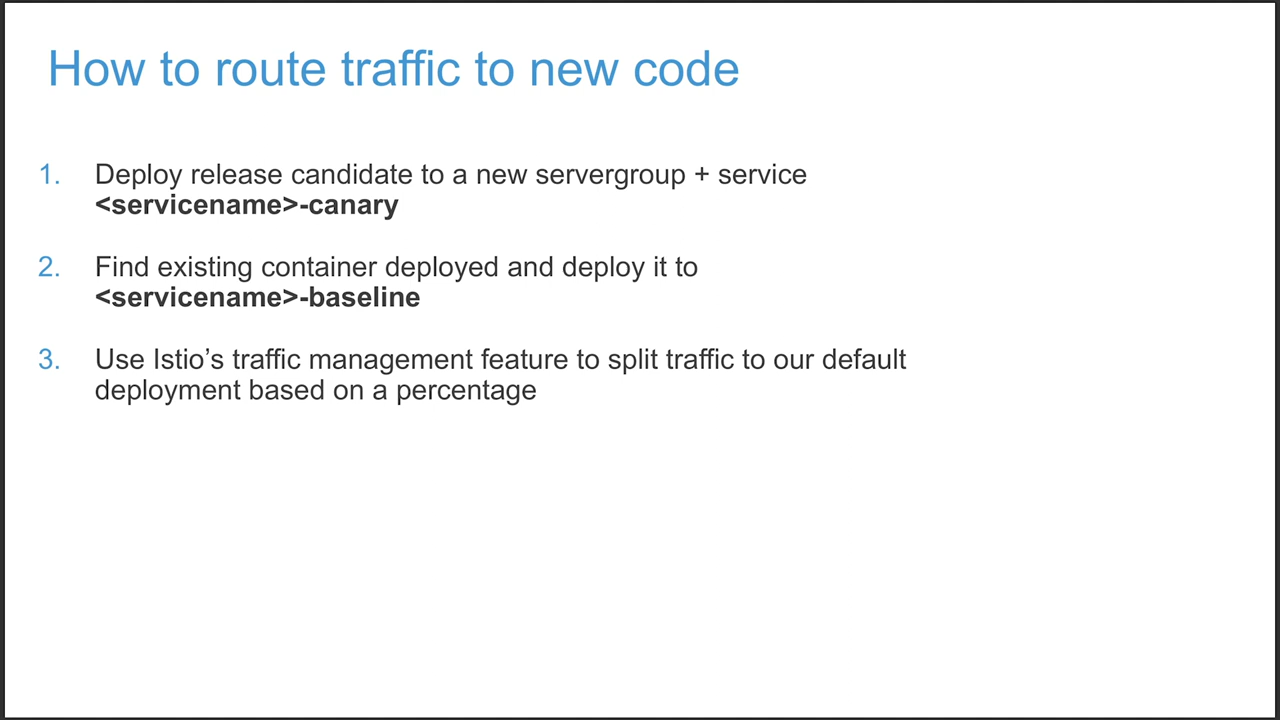 How to route traffic to new code
1. Deploy release candidate to a new servergroup + service
<servicename>-canary
2. Find existing container deployed and deploy it to
<servicename>-baseline
3. Use Istio’s traffic management feature to split traffic to our default
deployment based on a percentage